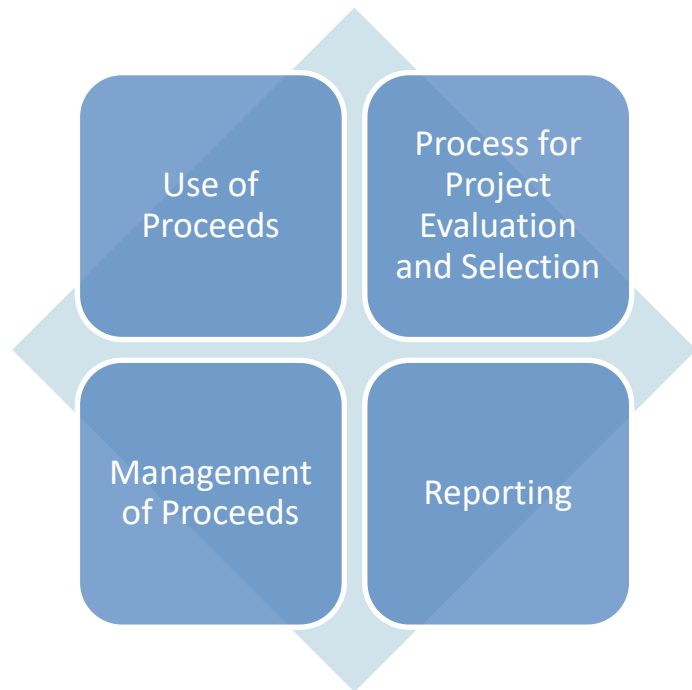 Use of
Proceeds
Process for
Project
Evaluation
and Selection
Management
of Proceeds
Reporting